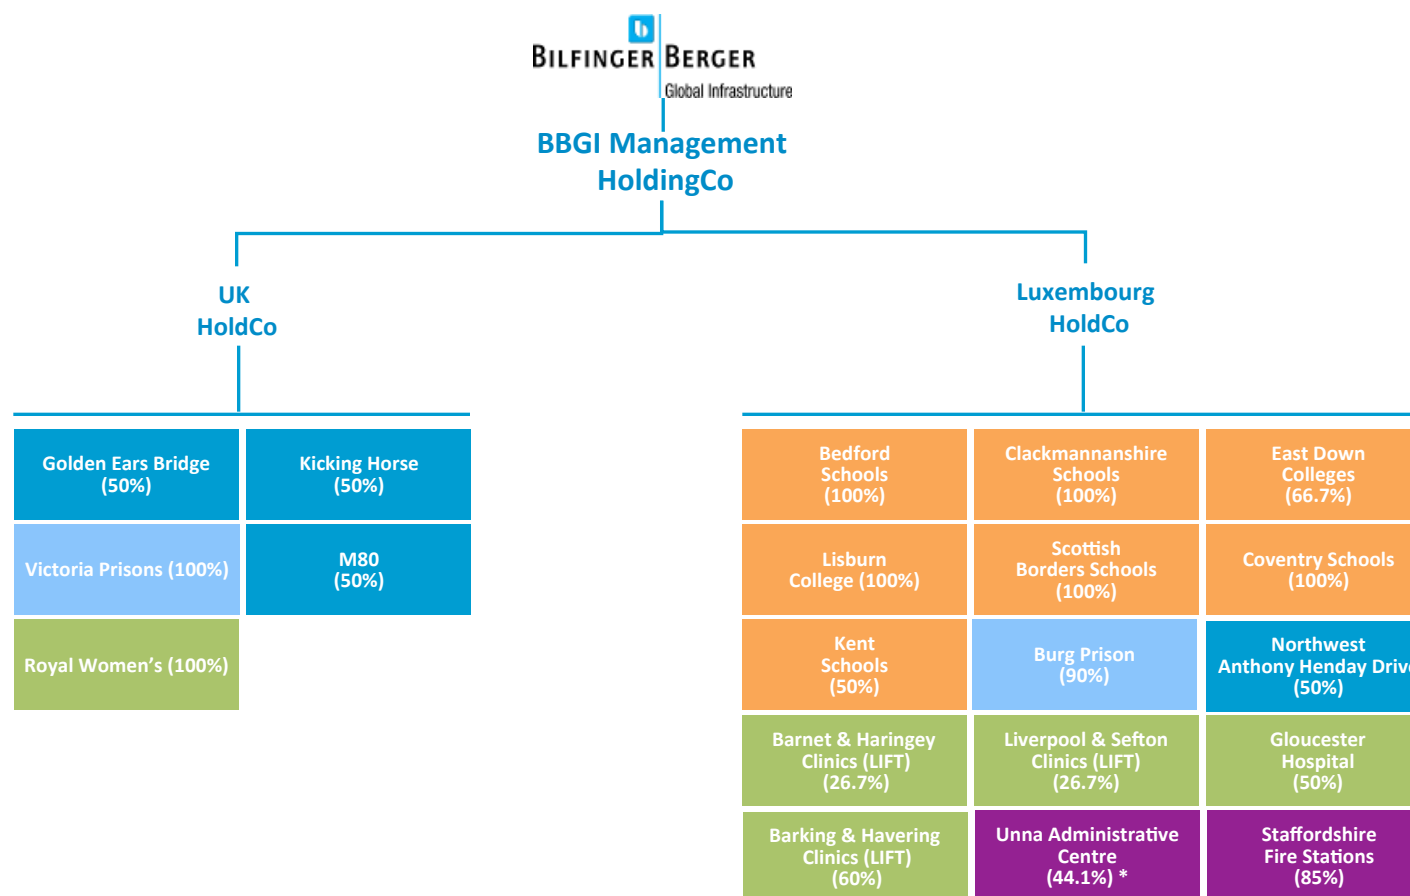 b
BILFINGER BERGER
Global Infrastructure
BBGI Management
HoldingCo
UK
HoldCo
Luxembourg
HoldCo
Golden Ears Bridge
(50%)
Kicking Horse
(50%)
Victoria Prisons (100%)
M80
(50%)
Royal Women's (100%)
Bedford
Schools
(100%)
Clackmannanshire
Schools
(100%)
East Down
Colleges
(66.7%)
Lisburn
College (100%)
Scottish
Borders Schools
(100%)
Coventry Schools
(100%)
Kent
Schools
(50%)
Burg Prison
(90%)
Northwest
Anthony Henday Drive
(50%)
Barnet & Haringey
Clinics (LIFT)
(26.7%)
Liverpool & Sefton
Clinics (LIFT)
(26.7%)
Gloucester
Hospital
(50%)
Barking & Havering
Clinics (LIFT)
(60%)
Unna Administrative
Centre
(44.1%) *
Staffordshire
Fire Stations
(85%)